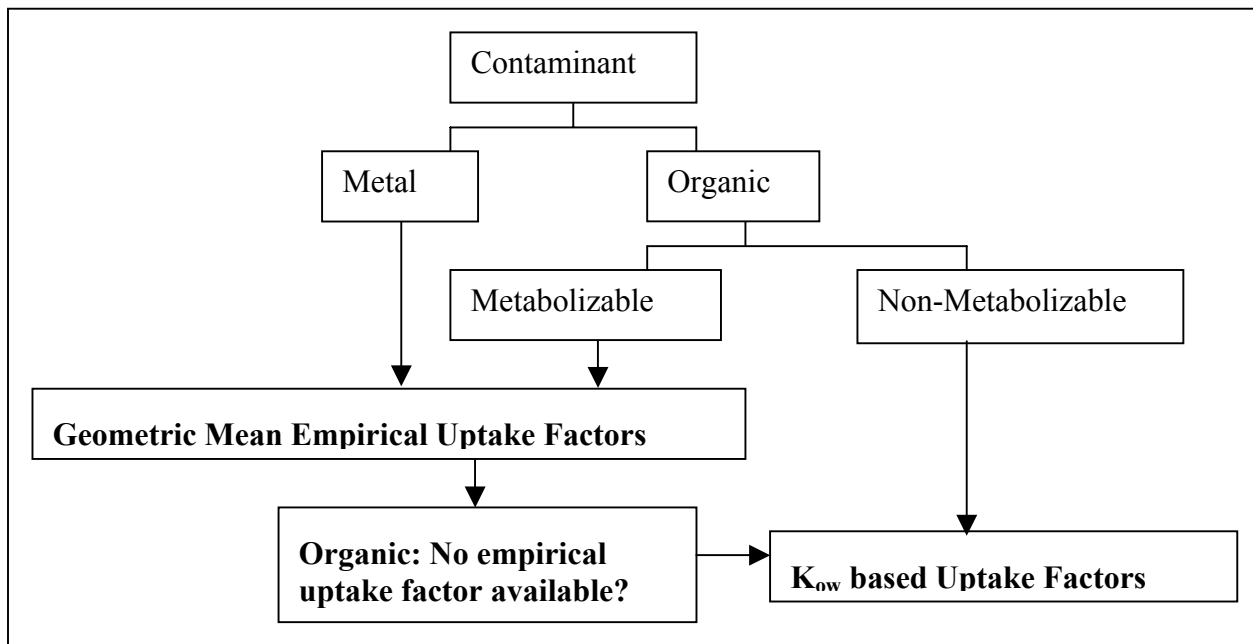 Contaminant
Metal
Organic
Metabolizable
Non-Metabolizable
Geometric Mean Empirical Uptake Factors
Organic: No empirical
uptake factor available?
Kow based Uptake Factors